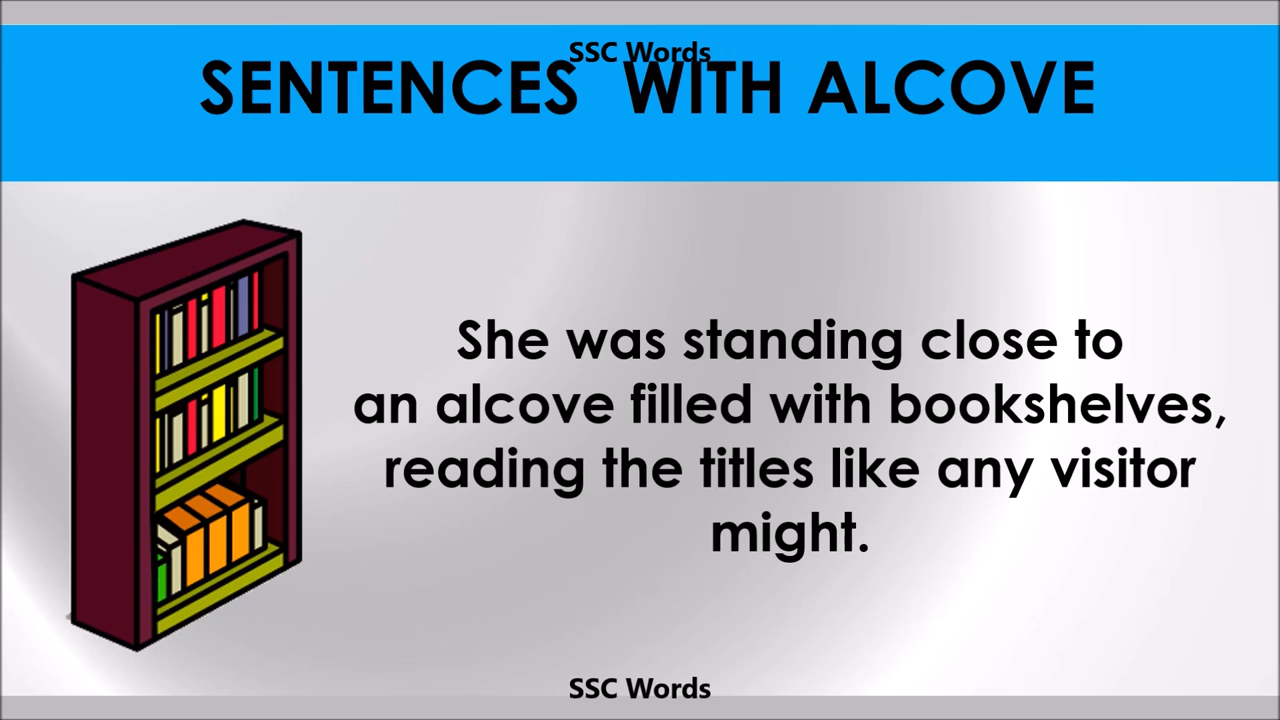 SSC Words
SENTENCES WITH ALCOVE
She was standing close to
an alcove filled with bookshelves,
reading the titles like any visitor
might.
SSC Words